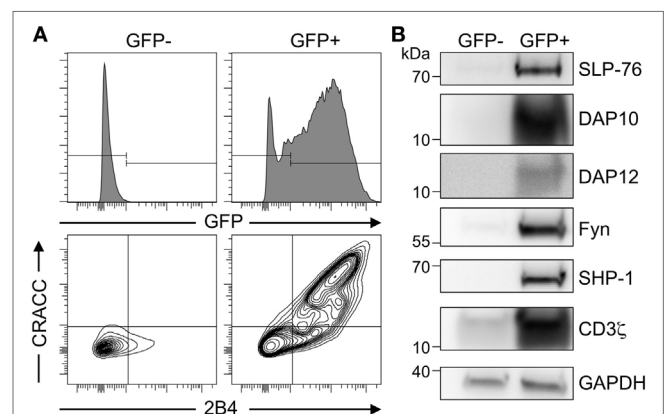 A
GFP-
GFP+
GFP
CRACC
2B4
B
kDa
GFP-
GFP+
70
SLP-76
DAP10
10
DAP12
10
Fyn
55
70
SHP-1
CD3ζ
10
40
GAPDH